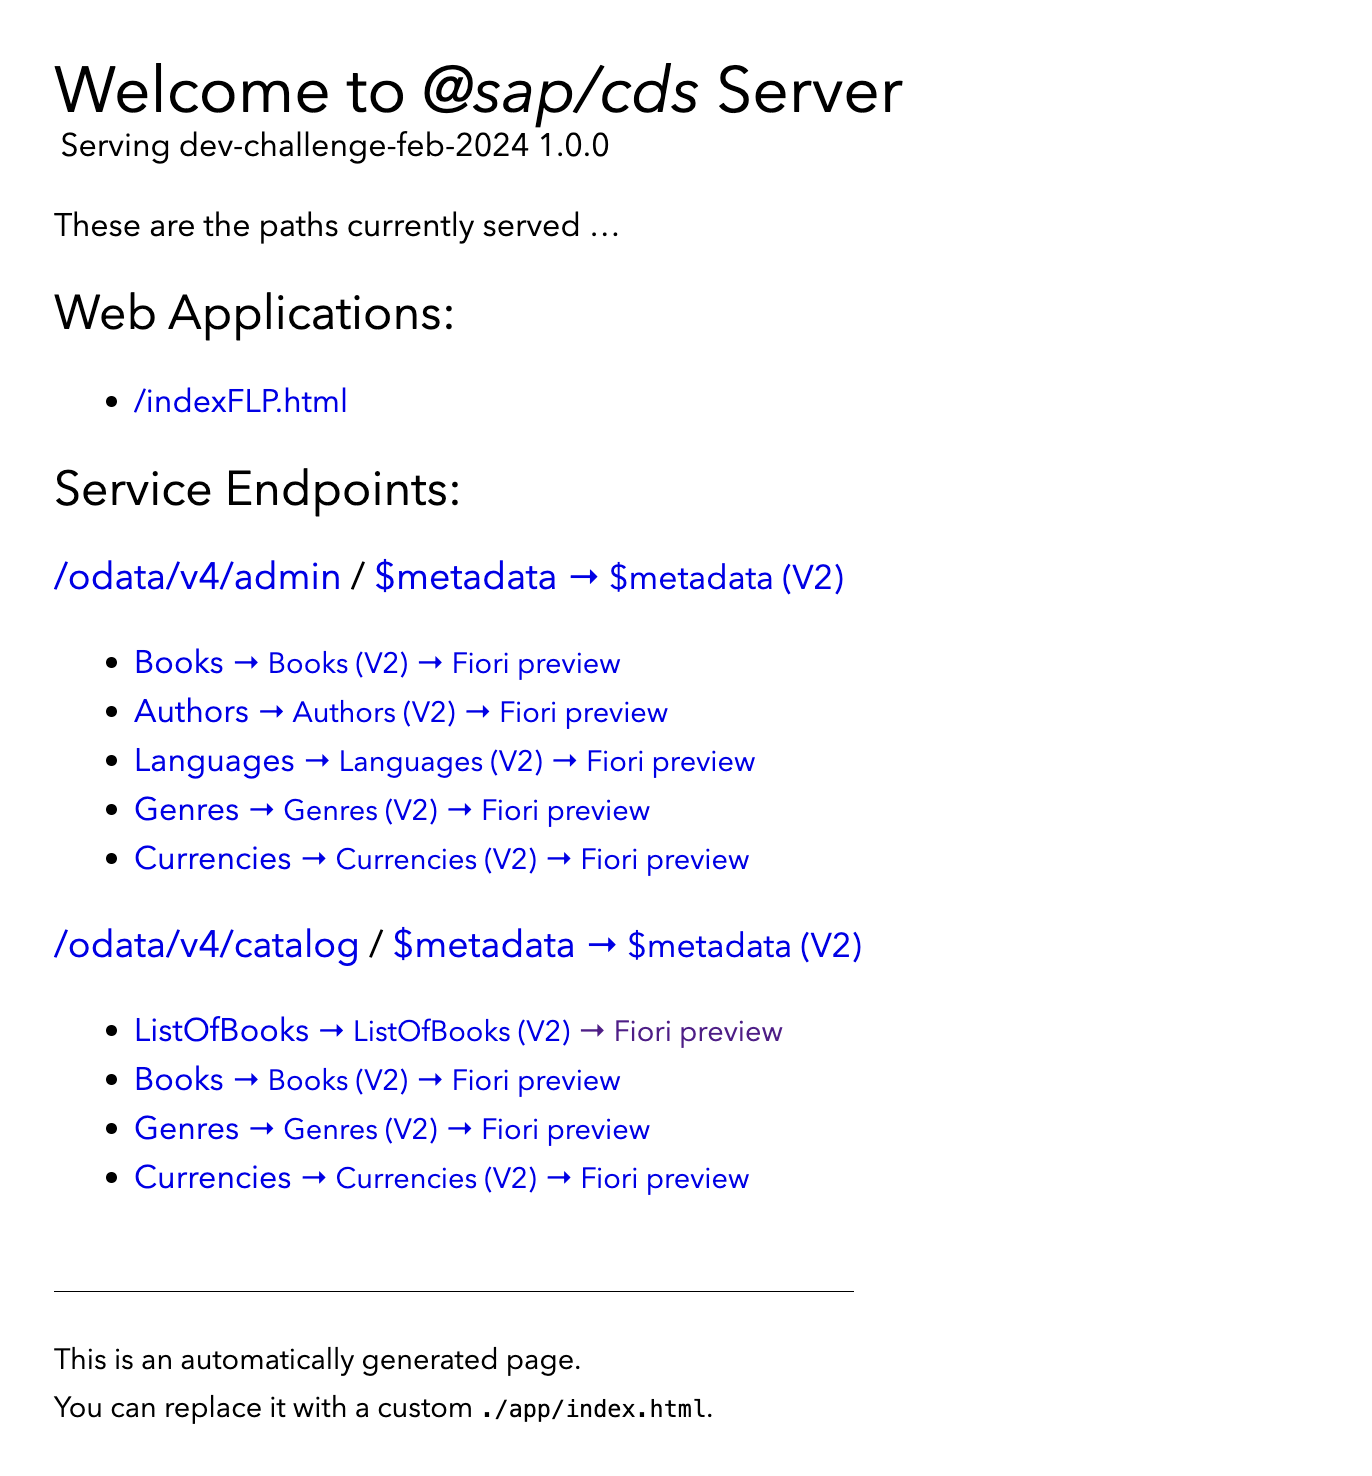 Welcome to @sap/cds Server
Serving dev-challenge-feb-2024 1.0.0
These are the paths currently served …
Web Applications:
• /indexFLP.html
Service Endpoints:
/odata/v4/admin / $metadata → $metadata (V2)
• Books → Books (V2) → Fiori preview
• Authors → Authors (V2) → Fiori preview
• Languages → Languages (V2) → Fiori preview
• Genres → Genres (V2) → Fiori preview
• Currencies → Currencies (V2) → Fiori preview
/odata/v4/catalog / $metadata → $metadata (V2)
• ListOfBooks → ListOfBooks (V2) → Fiori preview
• Books → Books (V2) → Fiori preview
• Genres → Genres (V2) → Fiori preview
• Currencies → Currencies (V2) → Fiori preview
This is an automatically generated page.
You can replace it with a custom ./app/index.html.